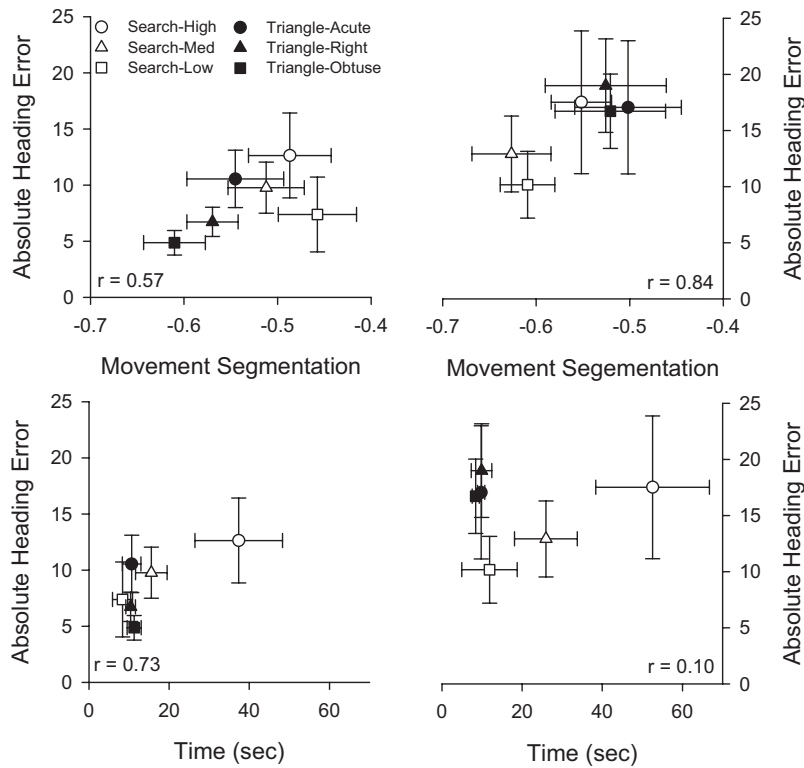 Search-High
Search-Med
Search-Low
Triangle-Acute
Triangle-Right
Triangle-Obtuse
Absolute Heading Error
25
20
15
10
5
0
r = 0.57
-0.7 -0.6 -0.5 -0.4
Movement Segmentation
25
20
15
10
5
0
Absolute Heading Error
r = 0.84
-0.7 -0.6 -0.5 -0.4
Movement Segementation
Absolute Heading Error
25
20
15
10
5
0
r = 0.73
0 20 40 60
Time (sec)
25
20
15
10
5
0
Absolute Heading Error
r = 0.10
0 20 40 60
Time (sec)